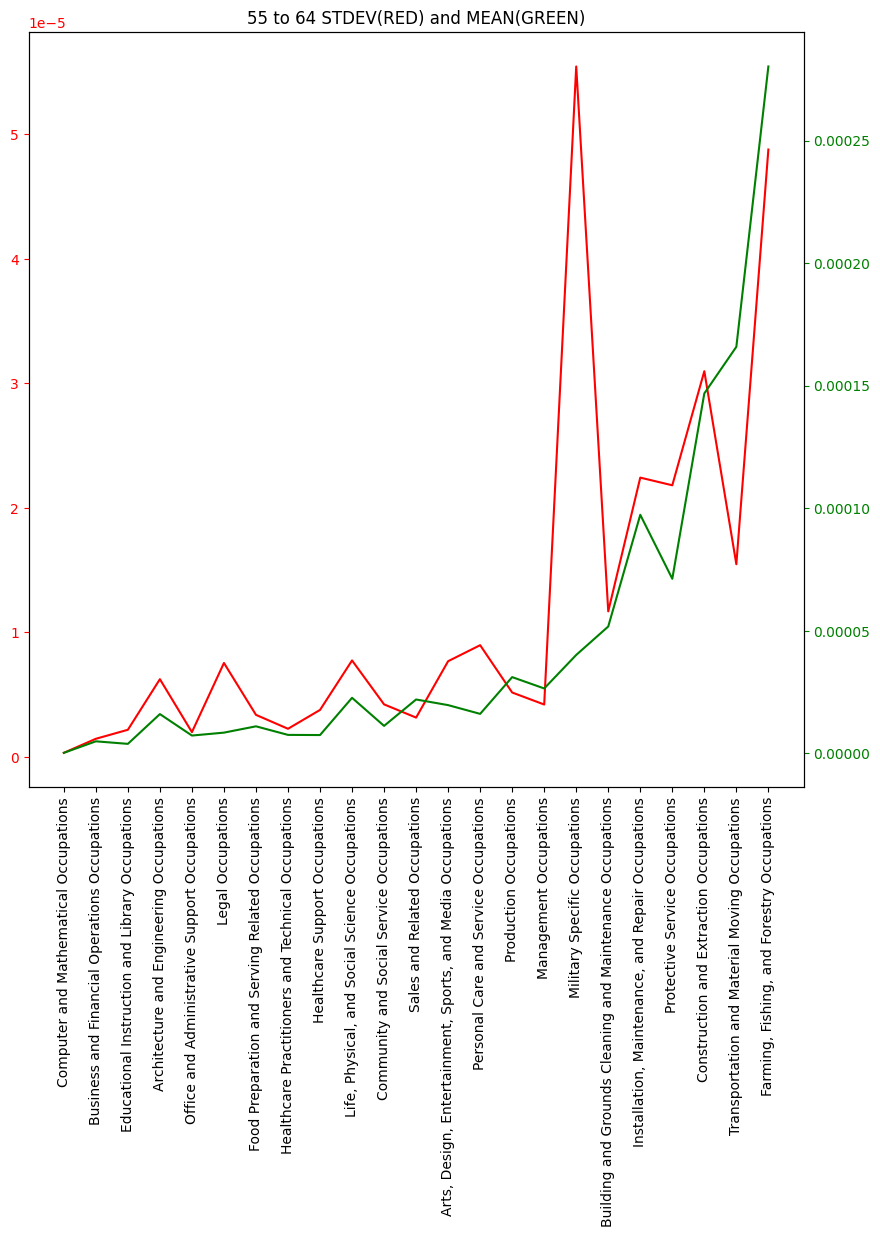 55 to 64 STDEV(RED) and MEAN(GREEN)
1e−5
5
4
3
2
1
0
0.00025
0.00020
0.00015
0.00010
0.00005
0.00000
Computer and Mathematical Occupations
Business and Financial Operations Occupations
Educational Instruction and Library Occupations
Architecture and Engineering Occupations
Office and Administrative Support Occupations
Legal Occupations
Food Preparation and Serving Related Occupations
Healthcare Practitioners and Technical Occupations
Healthcare Support Occupations
Life, Physical, and Social Science Occupations
Community and Social Service Occupations
Sales and Related Occupations
Arts, Design, Entertainment, Sports, and Media Occupations
Personal Care and Service Occupations
Production Occupations
Management Occupations
Military Specific Occupations
Building and Grounds Cleaning and Maintenance Occupations
Installation, Maintenance, and Repair Occupations
Protective Service Occupations
Construction and Extraction Occupations
Transportation and Material Moving Occupations
Farming, Fishing, and Forestry Occupations